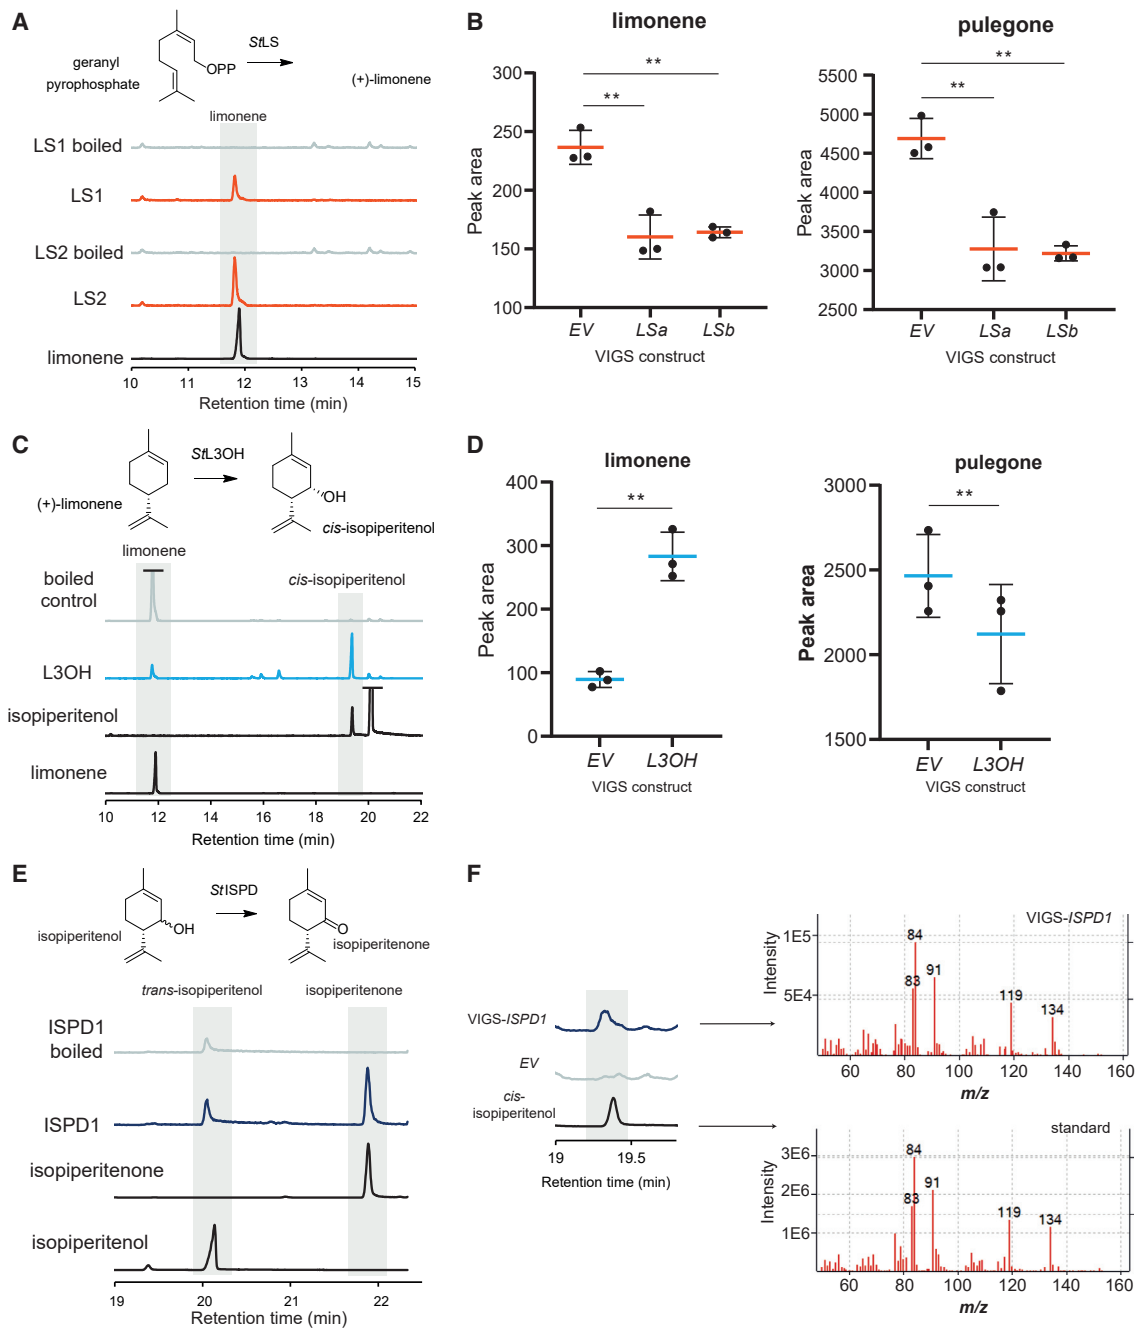 A
geranyl
pyrophosphate
OPP
StLS
(+)-limonene
limonene
LS1 boiled
LS1
LS2 boiled
LS2
limonene
10 11 12 13 14 15
Retention time (min)
B
limonene
**
**
300
250
200
150
100
Peak area
EV LSa LSb
VIGS construct
pulegone
**
**
5500
5000
4500
4000
3500
3000
2500
Peak area
EV LSa LSb
VIGS construct
C
(+)-limonene
StL3OH
OH
cis-isopiperitenol
limonene
cis-isopiperitenol
boiled
control
L3OH
isopiperitenol
limonene
10 12 14 16 18 20 22
Retention time (min)
D
limonene
**
400
300
200
100
0
Peak area
EV L3OH
VIGS construct
pulegone
**
3000
2500
2000
1500
Peak area
EV L3OH
VIGS construct
E
isopiperitenol
OH
StISPD
O
isopiperitenone
trans-isopiperitenol
isopiperitenone
ISPD1
boiled
ISPD1
isopiperitenone
isopiperitenol
19 20 21 22
Retention time (min)
F
VIGS-ISPD1
EV
cis-
isopiperitenol
19 19.5
Retention time (min)
VIGS-ISPD1
1E5
5E4
Intensity
84
83
91
119
134
60 80 100 120 140 160
m/z
standard
3E6
2E6
1E6
Intensity
84
83
91
119
134
60 80 100 120 140 160
m/z